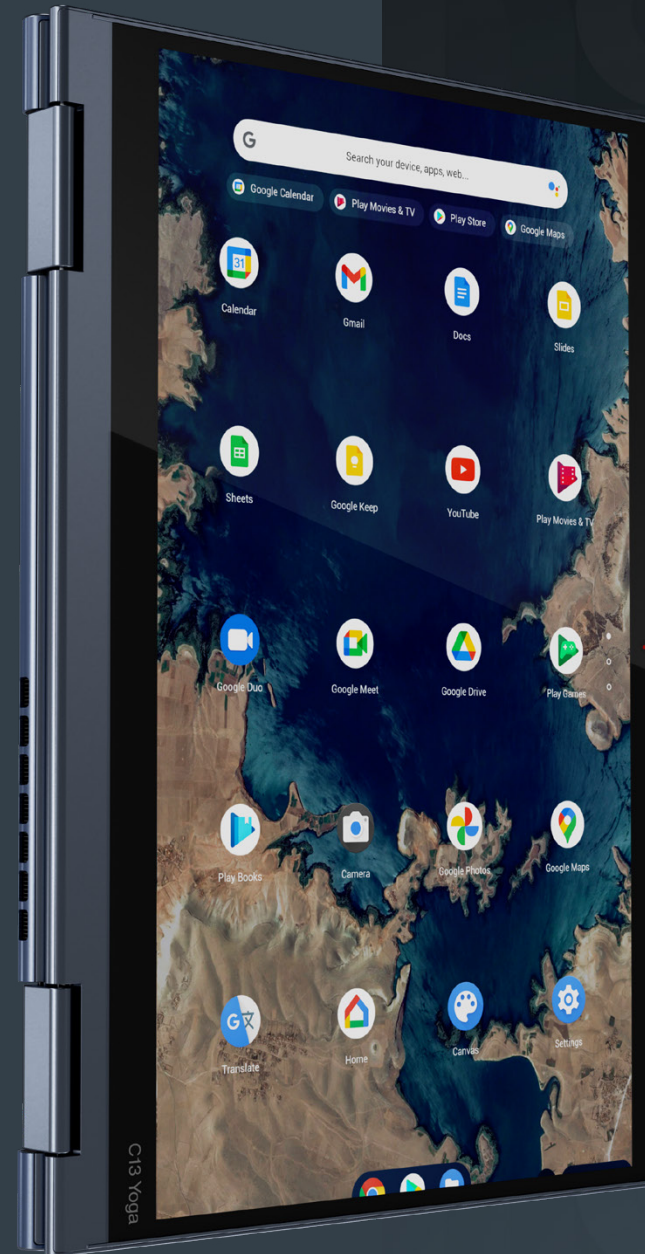 G
Search your device, apps, web...
Google Calendar Play Movies & TV Play Store Google Maps
31
Calendar Gmail Docs Slides
Sheets Google Keep YouTube Play Movies & TV
Google Duo Google Meet Google Drive Play Games
Play Books Camera Google Photos Google Maps
G文
Translate Home Canvas Settings
C13 Yoga